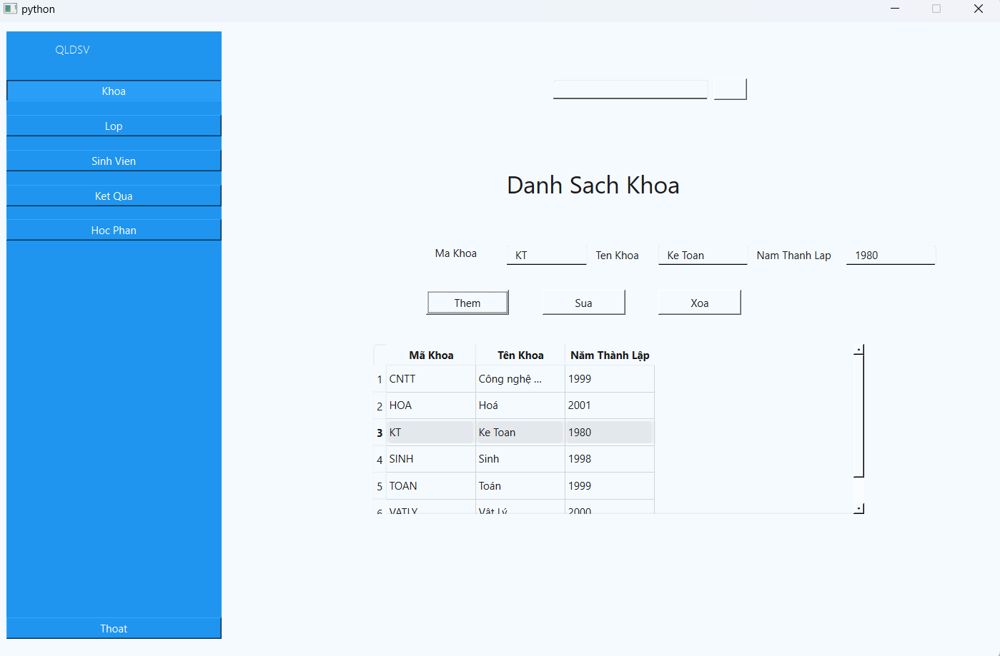 python
QLDSV
Khoa
Lop
Sinh Vien
Ket Qua
Hoc Phan
Thoat
Danh Sach Khoa
Ma Khoa KT Ten Khoa Ke Toan Nam Thanh Lap 1980
Them Sua Xoa
Mã Khoa Tên Khoa Năm Thành Lập
1 CNTT Công nghệ ... 1999
2 HOA Hoá 2001
3 KT Ke Toan 1980
4 SINH Sinh 1998
5 TOAN Toán 1999
6 VATLY Vật Lý 2000